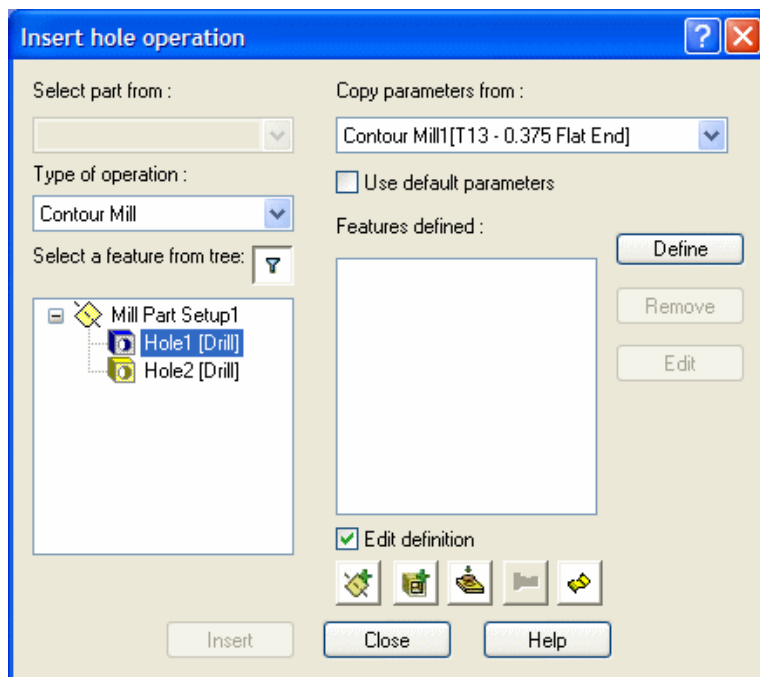 Insert hole operation
Select part from :
Copy parameters from :
Contour Mill1[T13 - 0.375 Flat End]
Type of operation :
Use default parameters
Contour Mill
Features defined :
Select a feature from tree:
Define
Mill Part Setup1
Remove
Hole1 [Drill]
Edit
Hole2 [Drill]
Edit definition
Insert
Close
Help